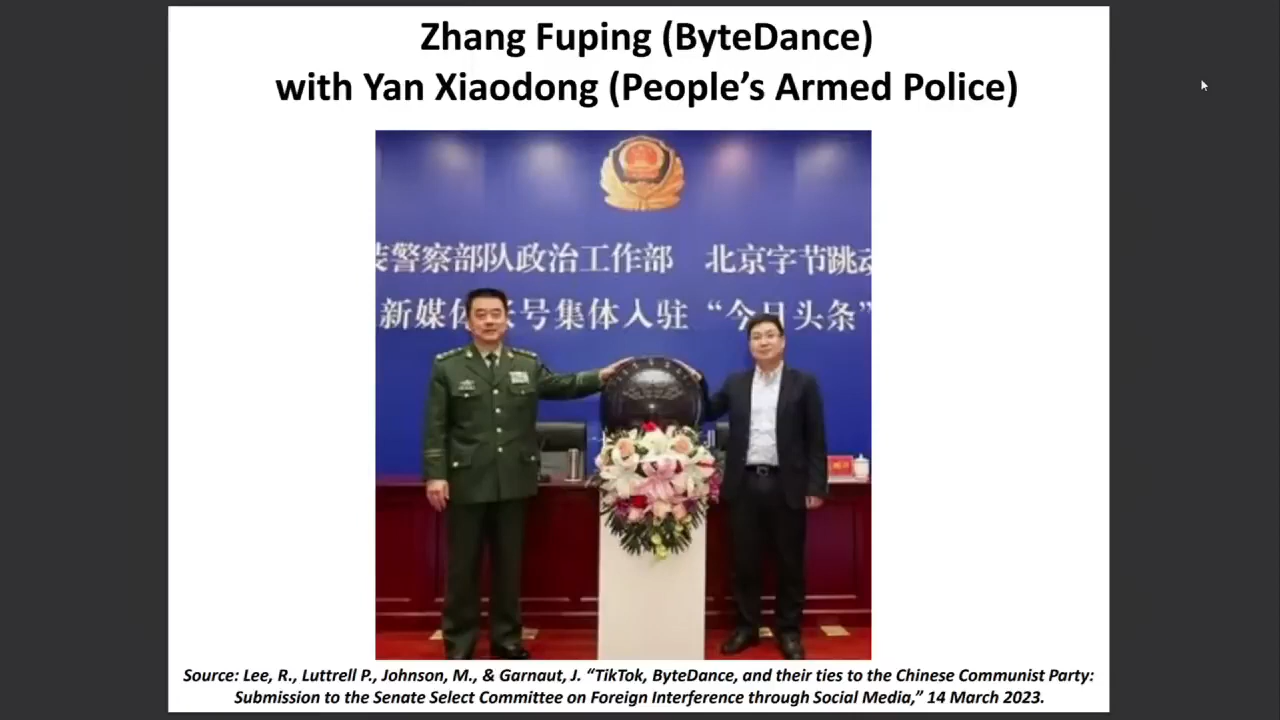 Zhang Fuping (ByteDance)
with Yan Xiaodong (People’s Armed Police)
警察部队政治工作部 北京字节跳动
新媒体 号集体入驻 “今日头条”
Source: Lee, R., Luttrell P., Johnson, M., & Garnaut, J. “TikTok, ByteDance, and their ties to the Chinese Communist Party:
Submission to the Senate Select Committee on Foreign Interference through Social Media,” 14 March 2023.